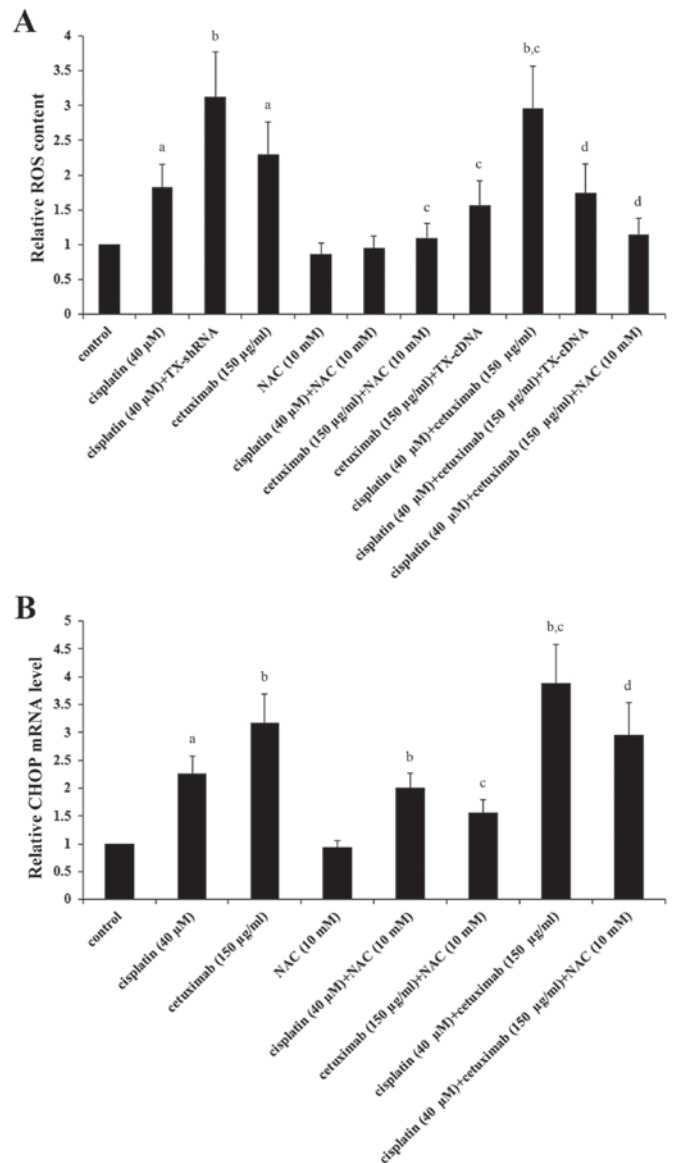 A
Relative ROS content
4
3.5
3
2.5
2
1.5
1
0.5
0
a
b
a
c
c
b,c
d
d
control
cisplatin (40 µM)
cisplatin (40 µM)+TX-shRNA
cetuximab (150 µg/ml)
NAC (10 mM)
cisplatin (40 µM)+NAC (10 mM)
cetuximab (150 µg/ml)+NAC (10 mM)
cetuximab (150 µg/ml)+TX-cDNA
cisplatin (40 µM)+cetuximab (150 µg/ml)
cisplatin (40 µM)+cetuximab (150 µg/ml)+TX-cDNA
cisplatin (40 µM)+cetuximab (150 µg/ml)+NAC (10 mM)
B
Relative CHOP mRNA level
5
4.5
4
3.5
3
2.5
2
1.5
1
0.5
0
a
b
b
c
b,c
d
control
cisplatin (40 µM)
cetuximab (150 µg/ml)
NAC (10 mM)
cisplatin (40 µM)+NAC (10 mM)
cetuximab (150 µg/ml)+NAC (10 mM)
cisplatin (40 µM)+cetuximab (150 µg/ml)
cisplatin (40 µM)+cetuximab (150 µg/ml)+NAC (10 mM)